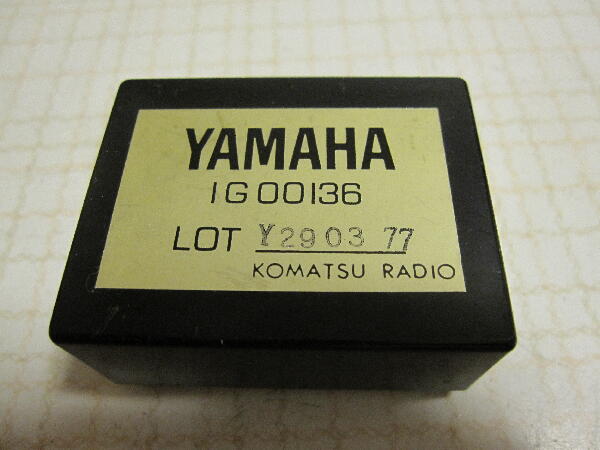 YAMAHA
IG00136
LOT Y2903 77
KOMATSU RADIO